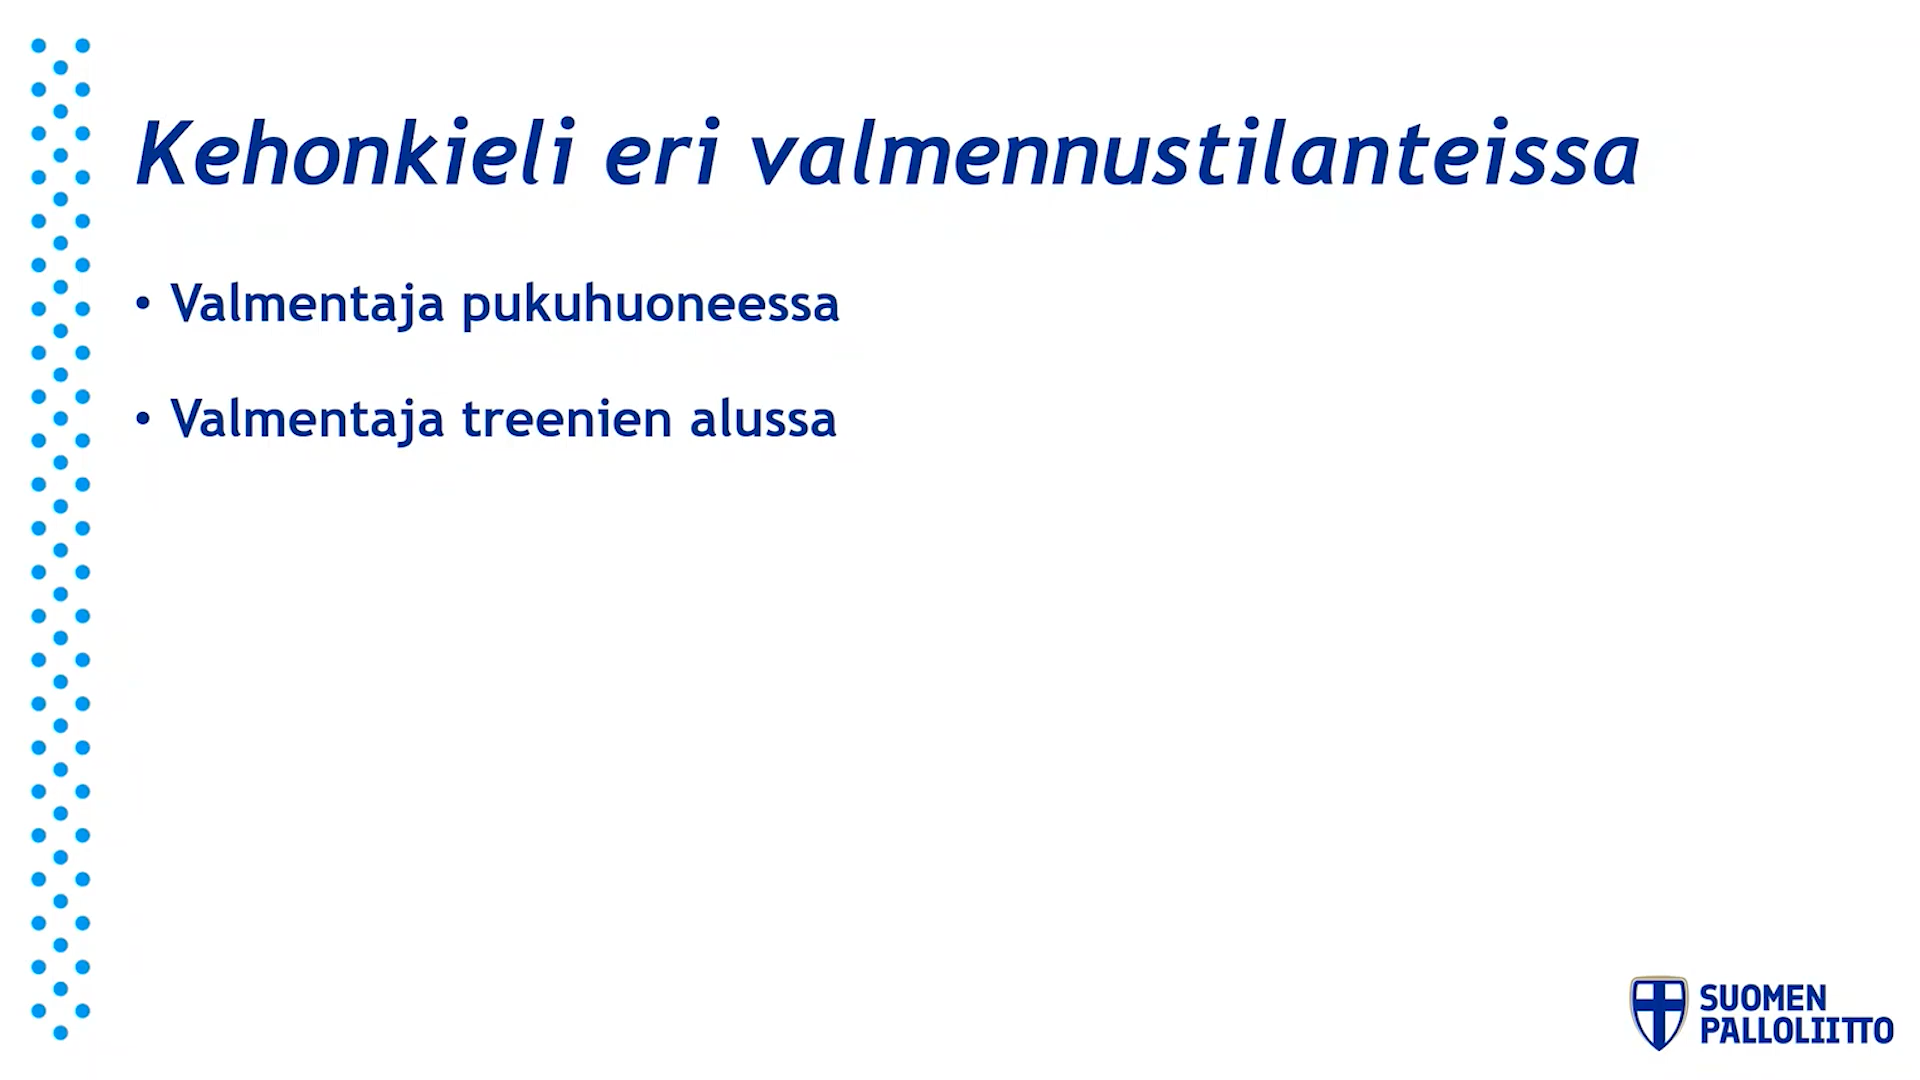 Kehonkieli eri valmennustilanteissa
• Valmentaja pukuhuoneessa
• Valmentaja treenien alussa
SUOMEN
PALLOLIITTO